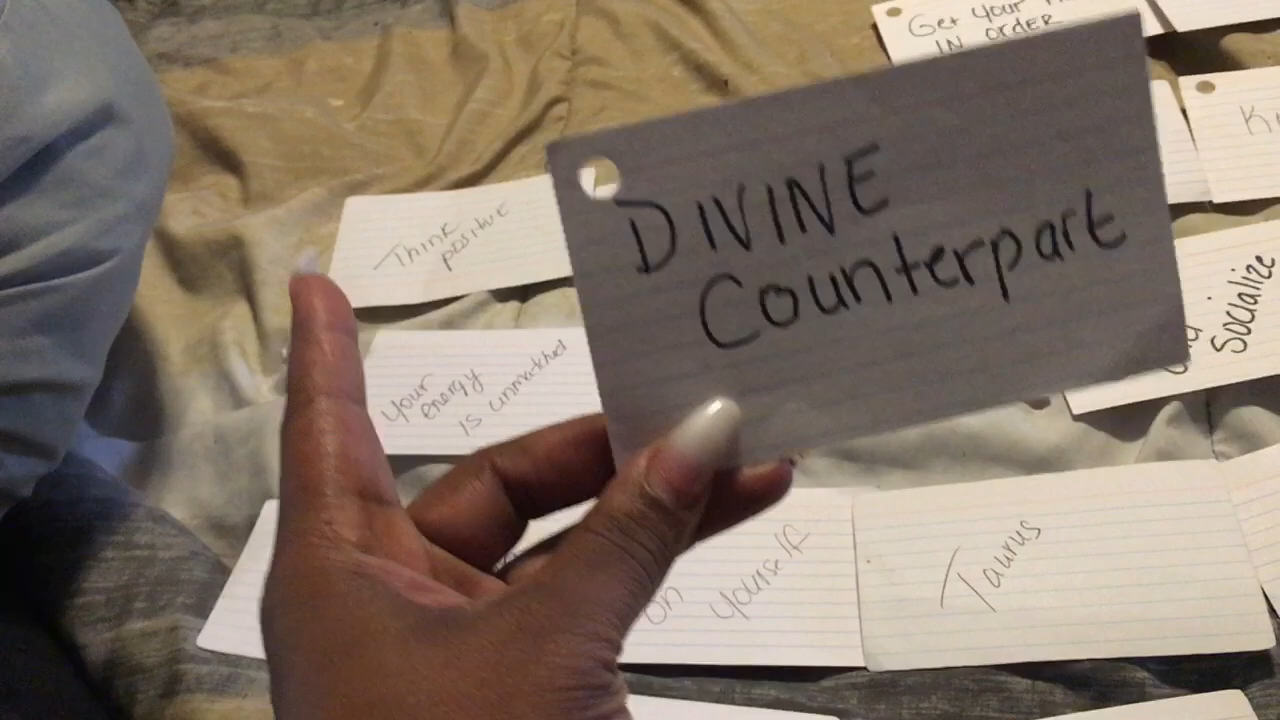 Get Your
IN order
DIVINE
Counterpart
Think
positive
Socialize
Your
energy
is unmatched
on
yourself
Taurus